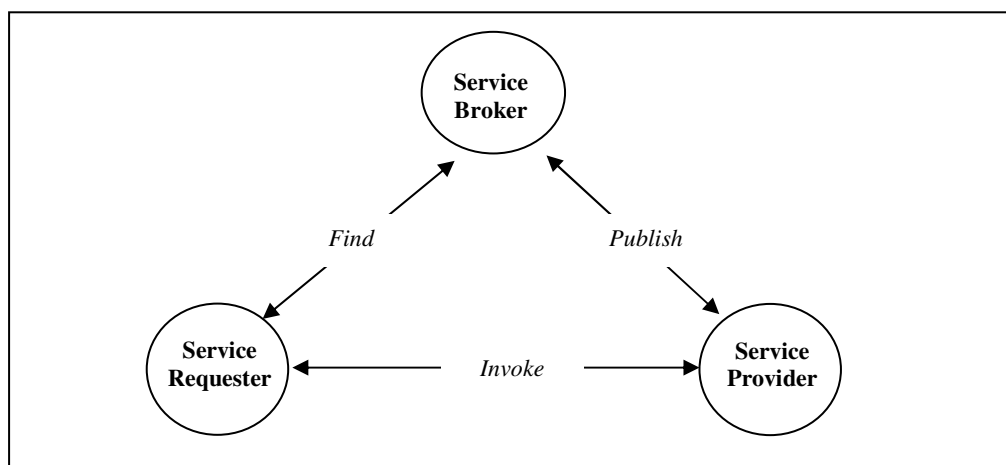 Service
Broker
Find
Publish
Service
Requester
Invoke
Service
Provider